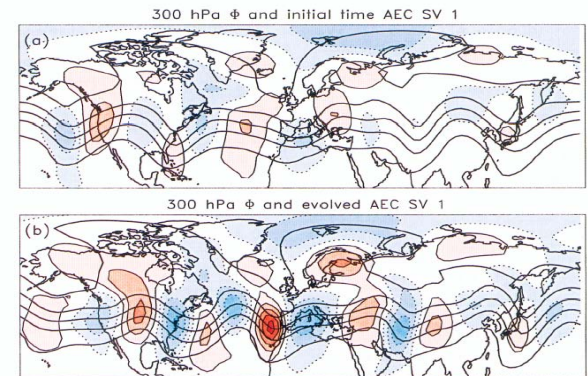 300 hPa Φ and initial time AEC SV 1
(a)
300 hPa Φ and evolved AEC SV 1
(b)